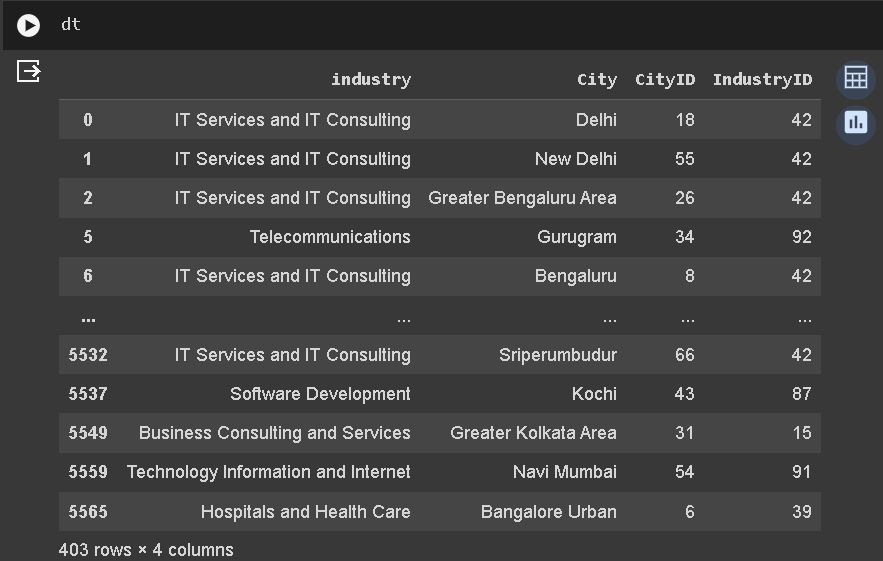 dt
industry City CityID IndustryID
0 IT Services and IT Consulting Delhi 18 42
1 IT Services and IT Consulting New Delhi 55 42
2 IT Services and IT Consulting Greater Bengaluru Area 26 42
5 Telecommunications Gurugram 34 92
6 IT Services and IT Consulting Bengaluru 8 42
... ... ... ... ...
5532 IT Services and IT Consulting Sriperumbudur 66 42
5537 Software Development Kochi 43 87
5549 Business Consulting and Services Greater Kolkata Area 31 15
5559 Technology Information and Internet Navi Mumbai 54 91
5565 Hospitals and Health Care Bangalore Urban 6 39
403 rows × 4 columns